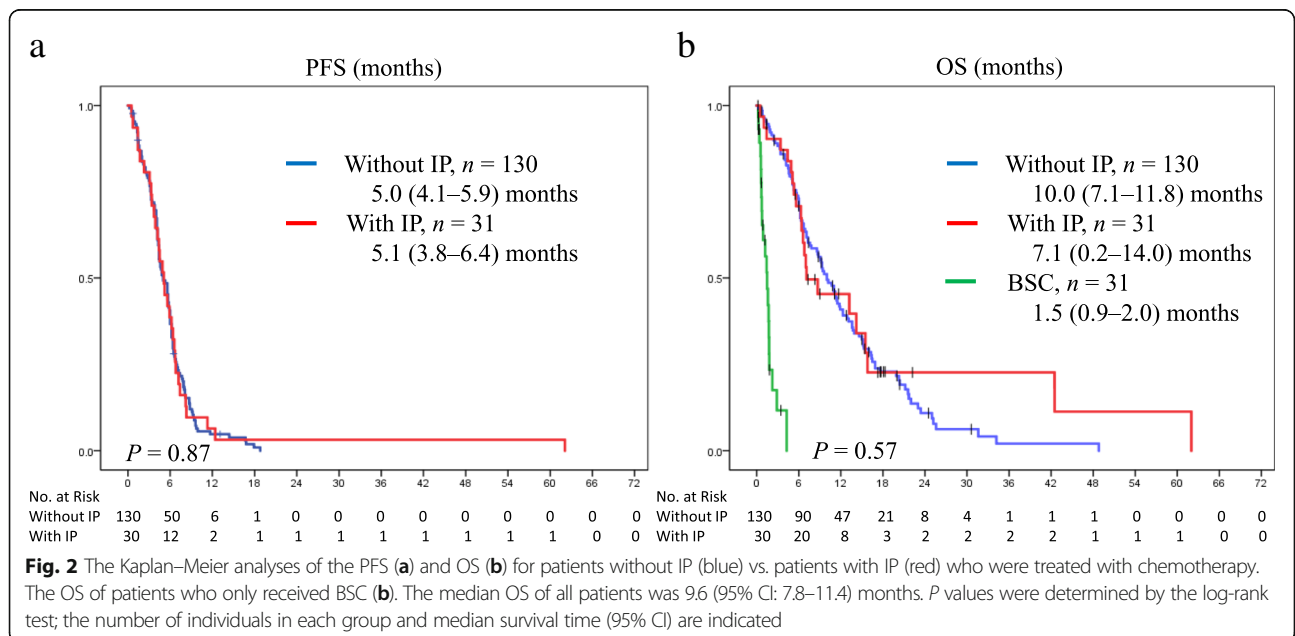 a
PFS (months)
1.0
0.5
0.0
Without IP, n = 130
5.0 (4.1–5.9) months
With IP, n = 31
5.1 (3.8–6.4) months
P = 0.87
0 6 12 18 24 30 36 42 48 54 60 66 72
No. at Risk
Without IP 130 50 6 1 0 0 0 0 0 0 0 0 0
With IP 30 12 2 1 1 1 1 1 1 1 1 0 0
b
OS (months)
1.0
0.5
0.0
Without IP, n = 130
10.0 (7.1–11.8) months
With IP, n = 31
7.1 (0.2–14.0) months
BSC, n = 31
1.5 (0.9–2.0) months
P = 0.57
0 6 12 18 24 30 36 42 48 54 60 66 72
No. at Risk
Without IP 130 90 47 21 8 4 1 1 1 0 0 0 0
With IP 30 20 8 3 2 2 2 2 1 1 1 0 0
Fig. 2 The Kaplan–Meier analyses of the PFS (a) and OS (b) for patients without IP (blue) vs. patients with IP (red) who were treated with chemotherapy.
The OS of patients who only received BSC (b). The median OS of all patients was 9.6 (95% CI: 7.8–11.4) months. P values were determined by the log-rank
test; the number of individuals in each group and median survival time (95% CI) are indicated